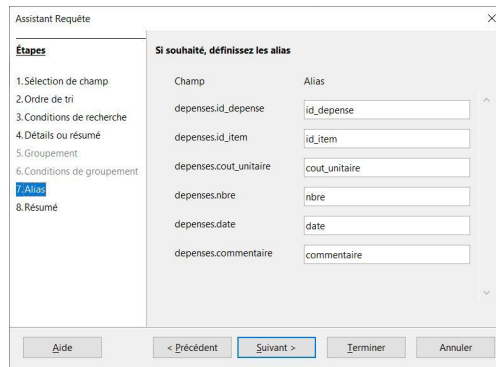 Assistant Requête
Étapes
1.Sélection de champ
2.Ordre de tri
3.Conditions de recherche
4.Détails ou résumé
5.Groupement
6.Conditions de groupement
7.Alias
8.Résumé
Si souhaité, définissez les alias
Champ Alias
depenses.id_depense id_depense
depenses.id_item id_item
depenses.cout_unitaire cout_unitaire
depenses.nbre nbre
depenses.date date
depenses.commentaire commentaire
Aide < Précédent Suivant > Terminer Annuler